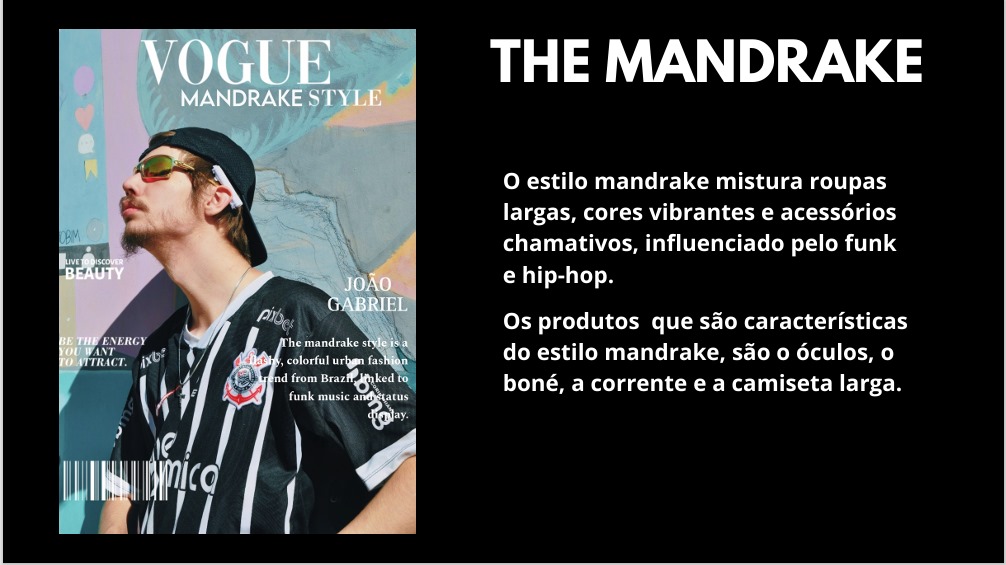 VOGUE
MANDRAKE STYLE
LIVE TO DISCOVER
BEAUTY
JOÃO
GABRIEL
BE THE ENERGY
YOU WANT
TO ATTRACT.
The mandrake style is a
flashy, colorful urban fashion
trend from Brazil, linked to
funk music and status
display.
pixbet
THE MANDRAKE
O estilo mandrake mistura roupas
largas, cores vibrantes e acessórios
chamativos, influenciado pelo funk
e hip-hop.
Os produtos  que são características
do estilo mandrake, são o óculos, o
boné, a corrente e a camiseta larga.